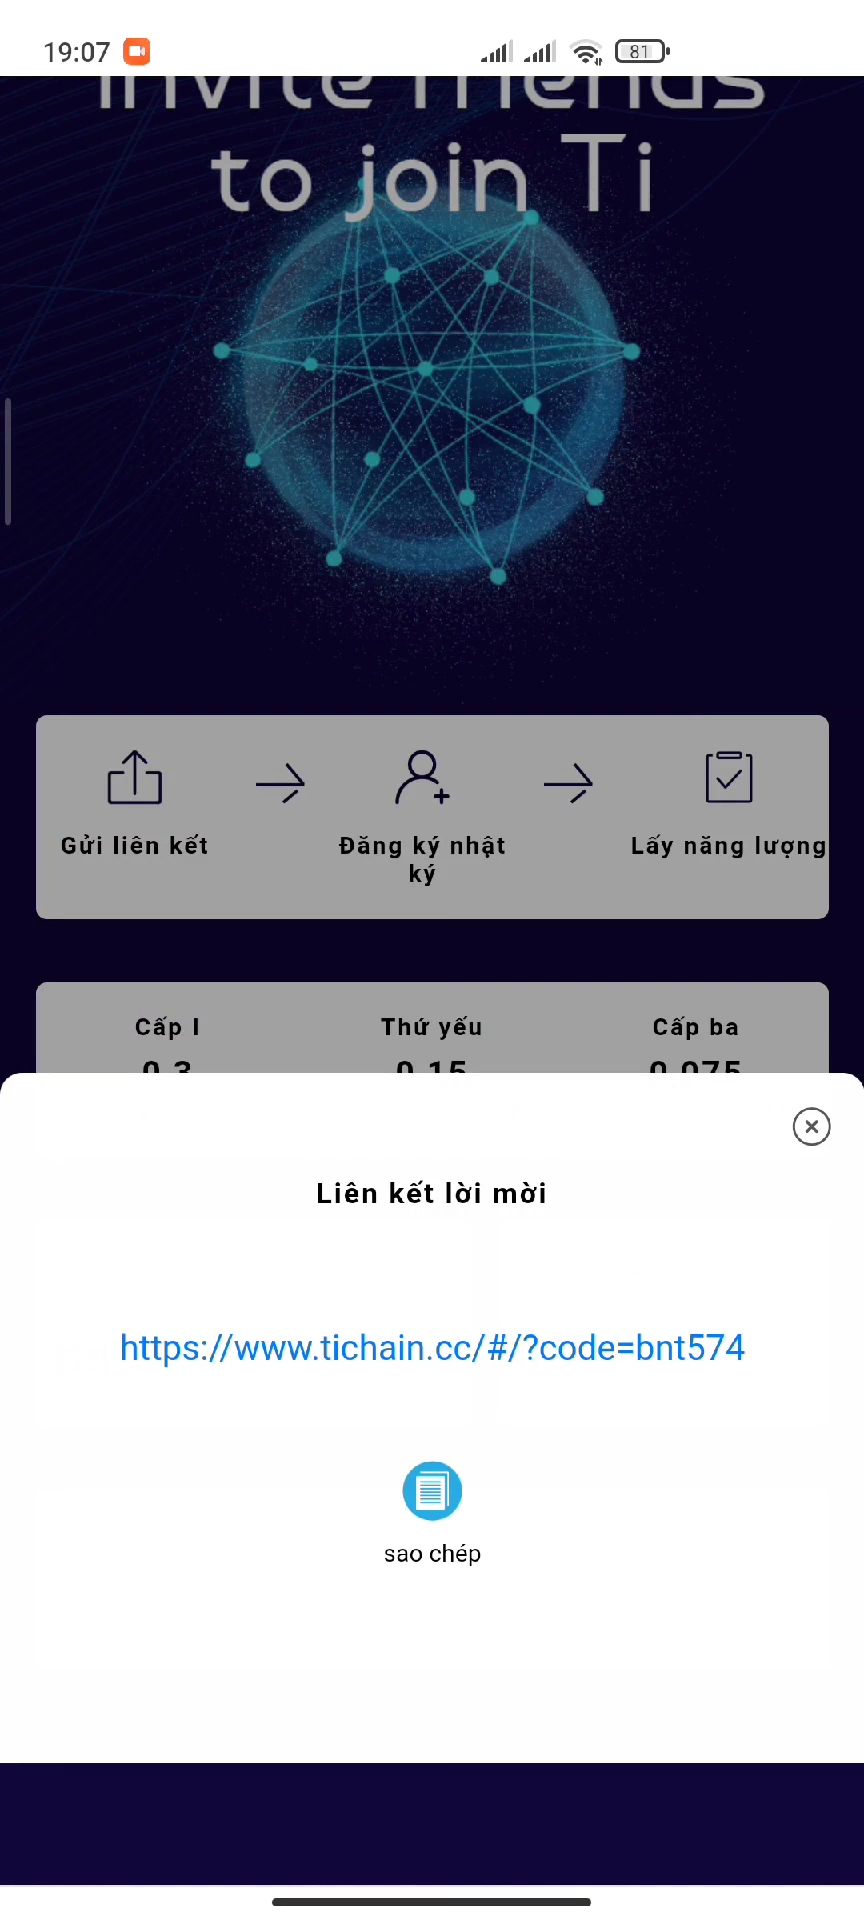 19:07
81
Invite friends
to join Ti
Gửi liên kết
Đăng ký nhật
ký
Lấy năng lượng
Cấp I
Thứ yếu
Cấp ba
0.3
0.15
0.075
Liên kết lời mời
https://www.tichain.cc/#/?code=bnt574
sao chép